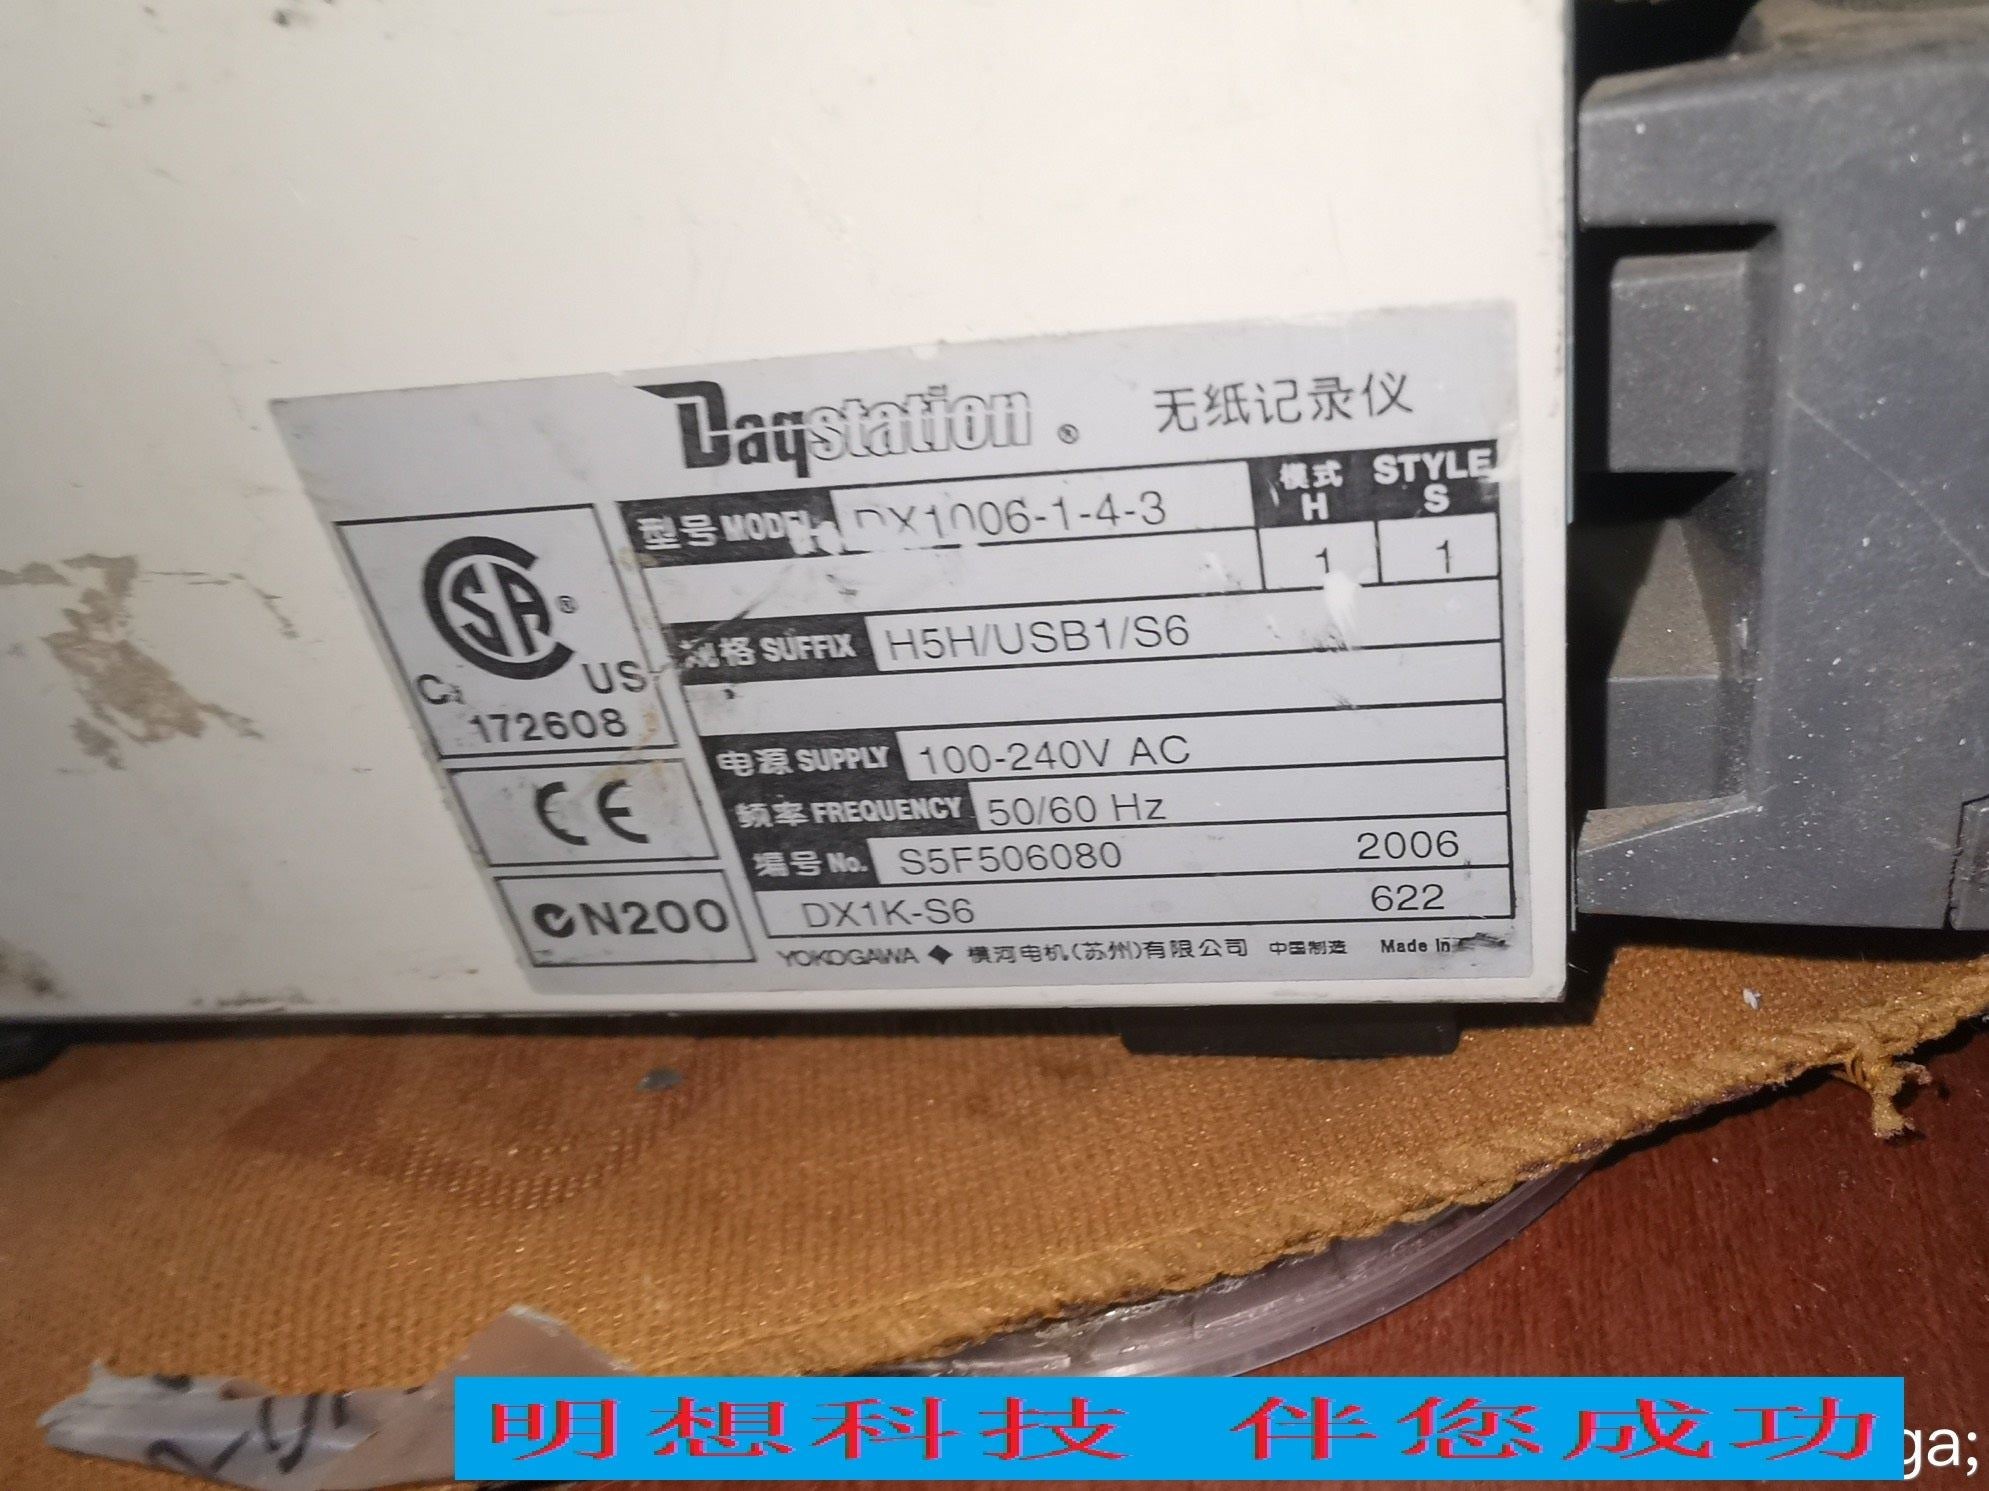 Daqstation ® 无纸记录仪
型号 MODEL DX1006-1-4-3
模式 STYLE
H S
1 1
规格 SUFFIX H5H/USB1/S6
电源 SUPPLY 100-240V AC
频率 FREQUENCY 50/60 Hz
编号 No. S5F506080 2006
DX1K-S6 622
YOKOGAWA ◆ 横河电机(苏州)有限公司 中国制造 Made In
CSA ®
C US
172608
CE
N200
明想科技 伴您成功
ga;